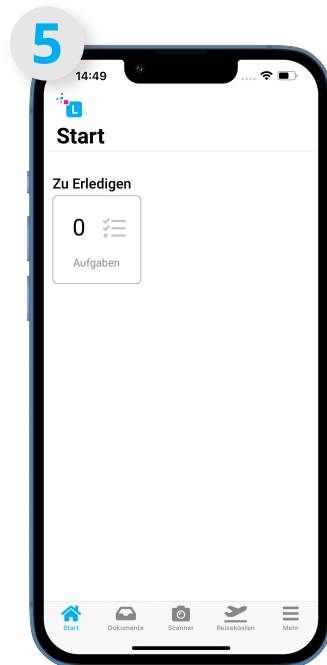 5
14:49
L
Start
Zu Erledigen
0
Aufgaben
Start Dokumente Scanner Reisekosten Mehr